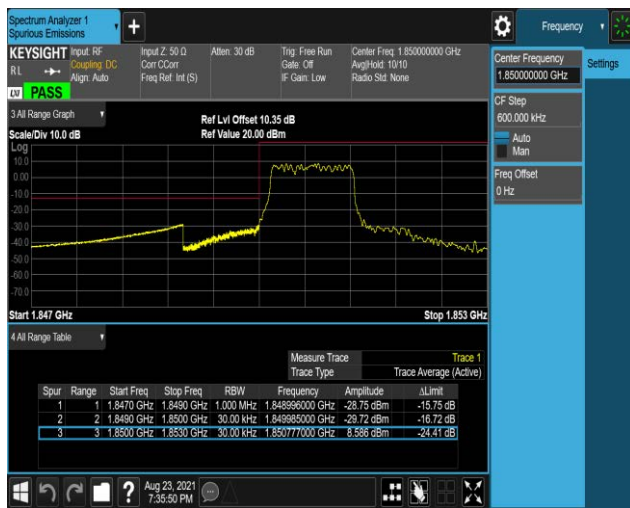 Spectrum Analyzer 1
Spurious Emissions
Frequency
KEYSIGHT Input: RF Input Z: 50 Ω Atten: 30 dB Trig: Free Run Center Freq: 1.850000000 GHz
RL Coupling: DC Corr CCorr Gate: Off Avg|Hold: 10/10
Align: Auto Freq Ref: Int (S) IF Gain: Low Radio Std: None
LXI PASS
Center Frequency
1.850000000 GHz
Settings
CF Step
600.000 kHz
Auto
Man
Freq Offset
0 Hz
3 All Range Graph
Ref Lvl Offset 10.35 dB
Scale/Div 10.0 dB Ref Value 20.00 dBm
Log
10.0
0.00
-10.0
-20.0
-30.0
-40.0
-50.0
-60.0
-70.0
Start 1.847 GHz Stop 1.853 GHz
4 All Range Table
Measure Trace Trace 1
Trace Type Trace Average (Active)
Spur Range Start Freq Stop Freq RBW Frequency Amplitude ΔLimit
1 1 1.8470 GHz 1.8490 GHz 1.000 MHz 1.848996000 GHz -28.75 dBm -15.75 dB
2 2 1.8490 GHz 1.8500 GHz 30.00 kHz 1.849985000 GHz -29.72 dBm -16.72 dB
3 3 1.8500 GHz 1.8530 GHz 30.00 kHz 1.850777000 GHz 8.586 dBm -24.41 dB
? Aug 23, 2021
7:35:50 PM